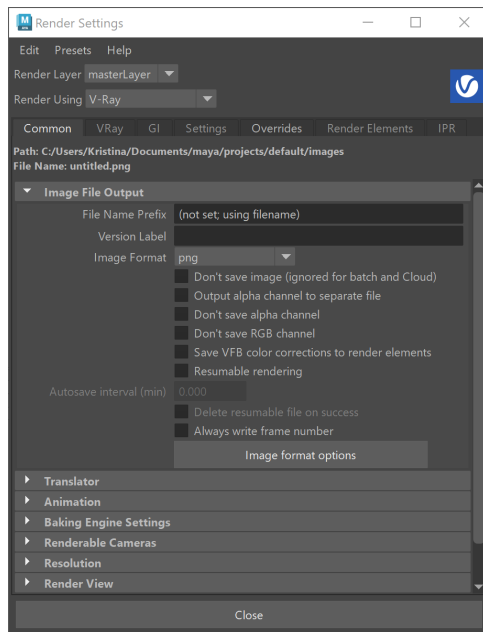 Render Settings
Edit Presets Help
Render Layer masterLayer
Render Using V-Ray
Common VRay GI Settings Overrides Render Elements IPR
Path: C:/Users/Kristina/Documents/maya/projects/default/images
File Name: untitled.png
Image File Output
File Name Prefix (not set; using filename)
Version Label
Image Format png
Don't save image (ignored for batch and Cloud)
Output alpha channel to separate file
Don't save alpha channel
Don't save RGB channel
Save VFB color corrections to render elements
Resumable rendering
Autosave interval (min) 0.000
Delete resumable file on success
Always write frame number
Image format options
Translator
Animation
Baking Engine Settings
Renderable Cameras
Resolution
Render View
Close